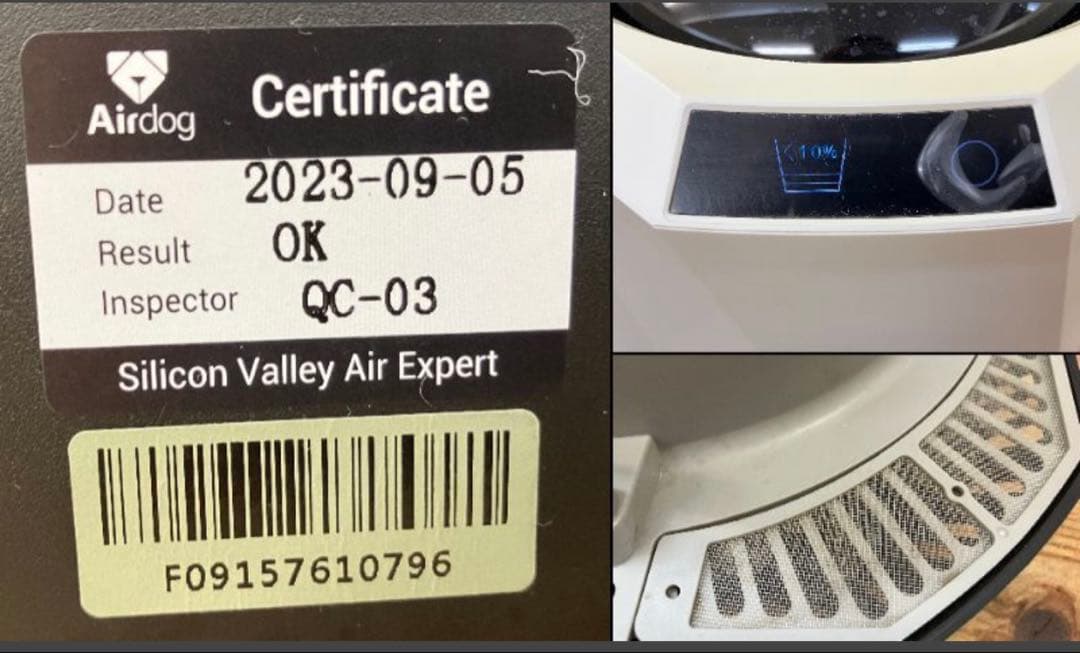 Airdog
Certificate
Date 2023-09-05
Result OK
Inspector QC-03
Silicon Valley Air Expert
F09157610796
<10%